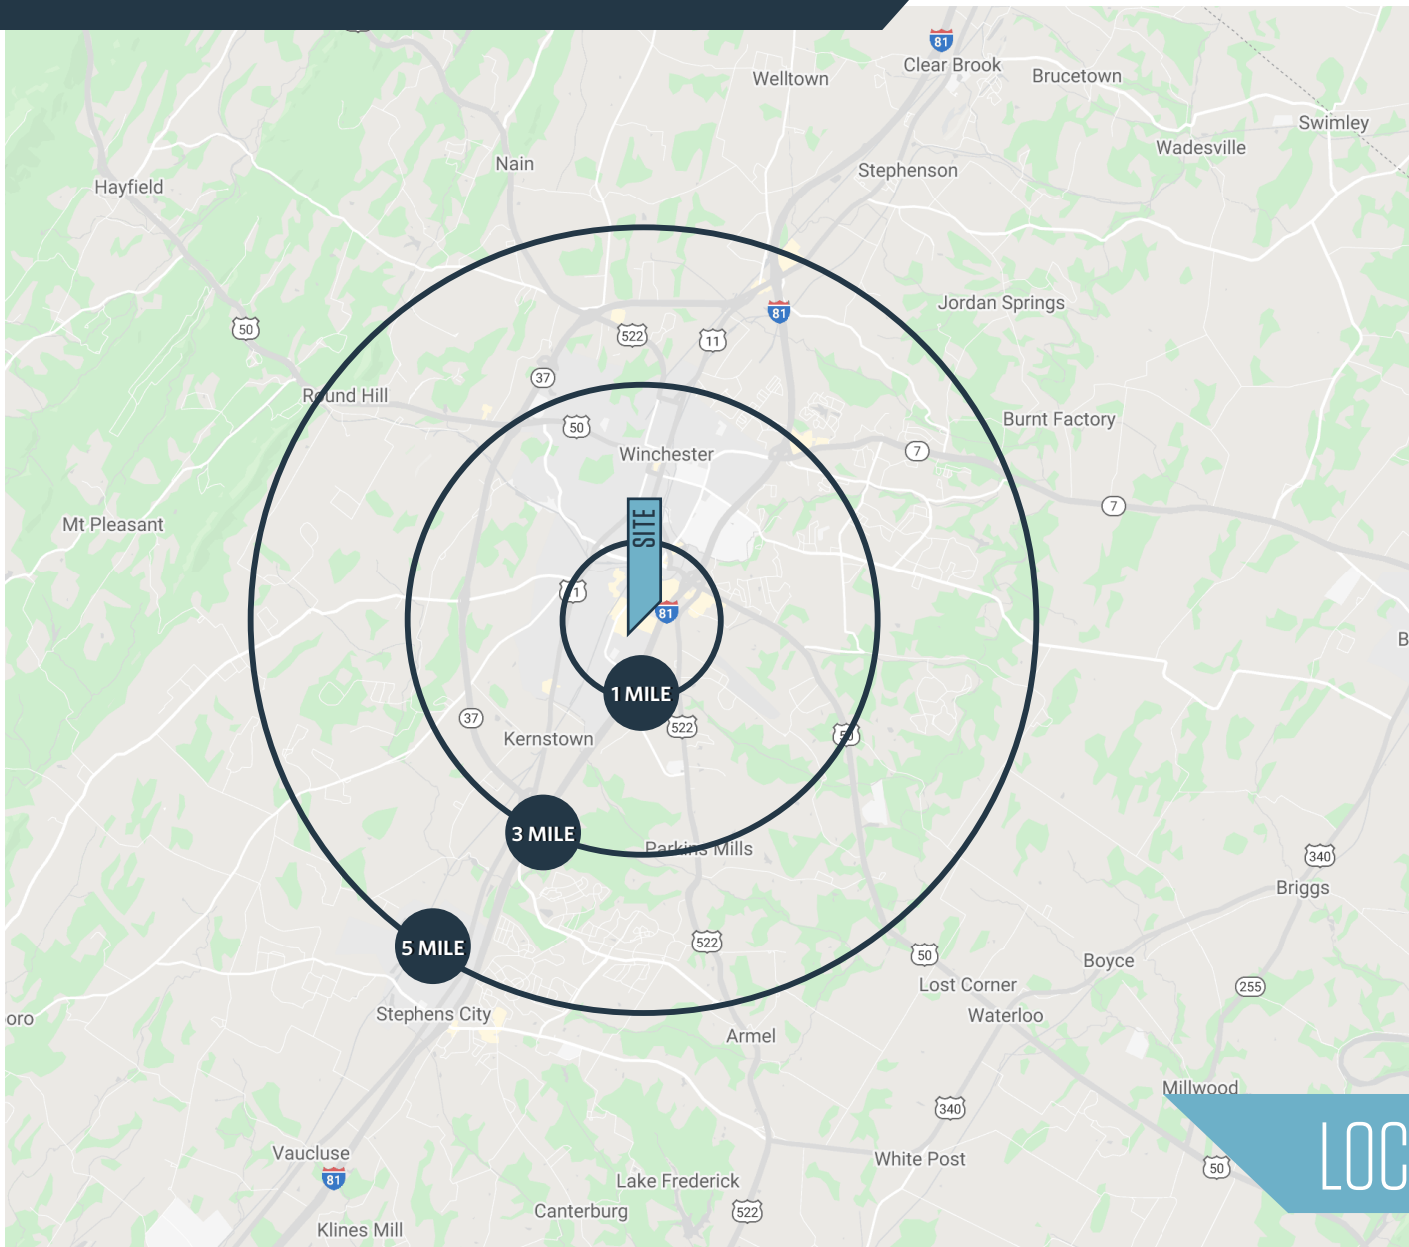 81
Clear Brook
Welltown
Brucetown
Swimley
Wadesville
Nain
Stephenson
Hayfield
Jordan Springs
81
50
522
11
37
Round Hill
50
Burnt Factory
7
Winchester
7
SITE
Mt Pleasant
81
1 MILE
37
522
50
Kernstown
3 MILE
Parkins Mills
340
Briggs
522
5 MILE
50
Boyce
Lost Corner
255
Stephens City
oro
Waterloo
Armel
Millwood
340
LOC
Vaucluse
White Post
50
81
Lake Frederick
Canterburg
522
Klines Mill